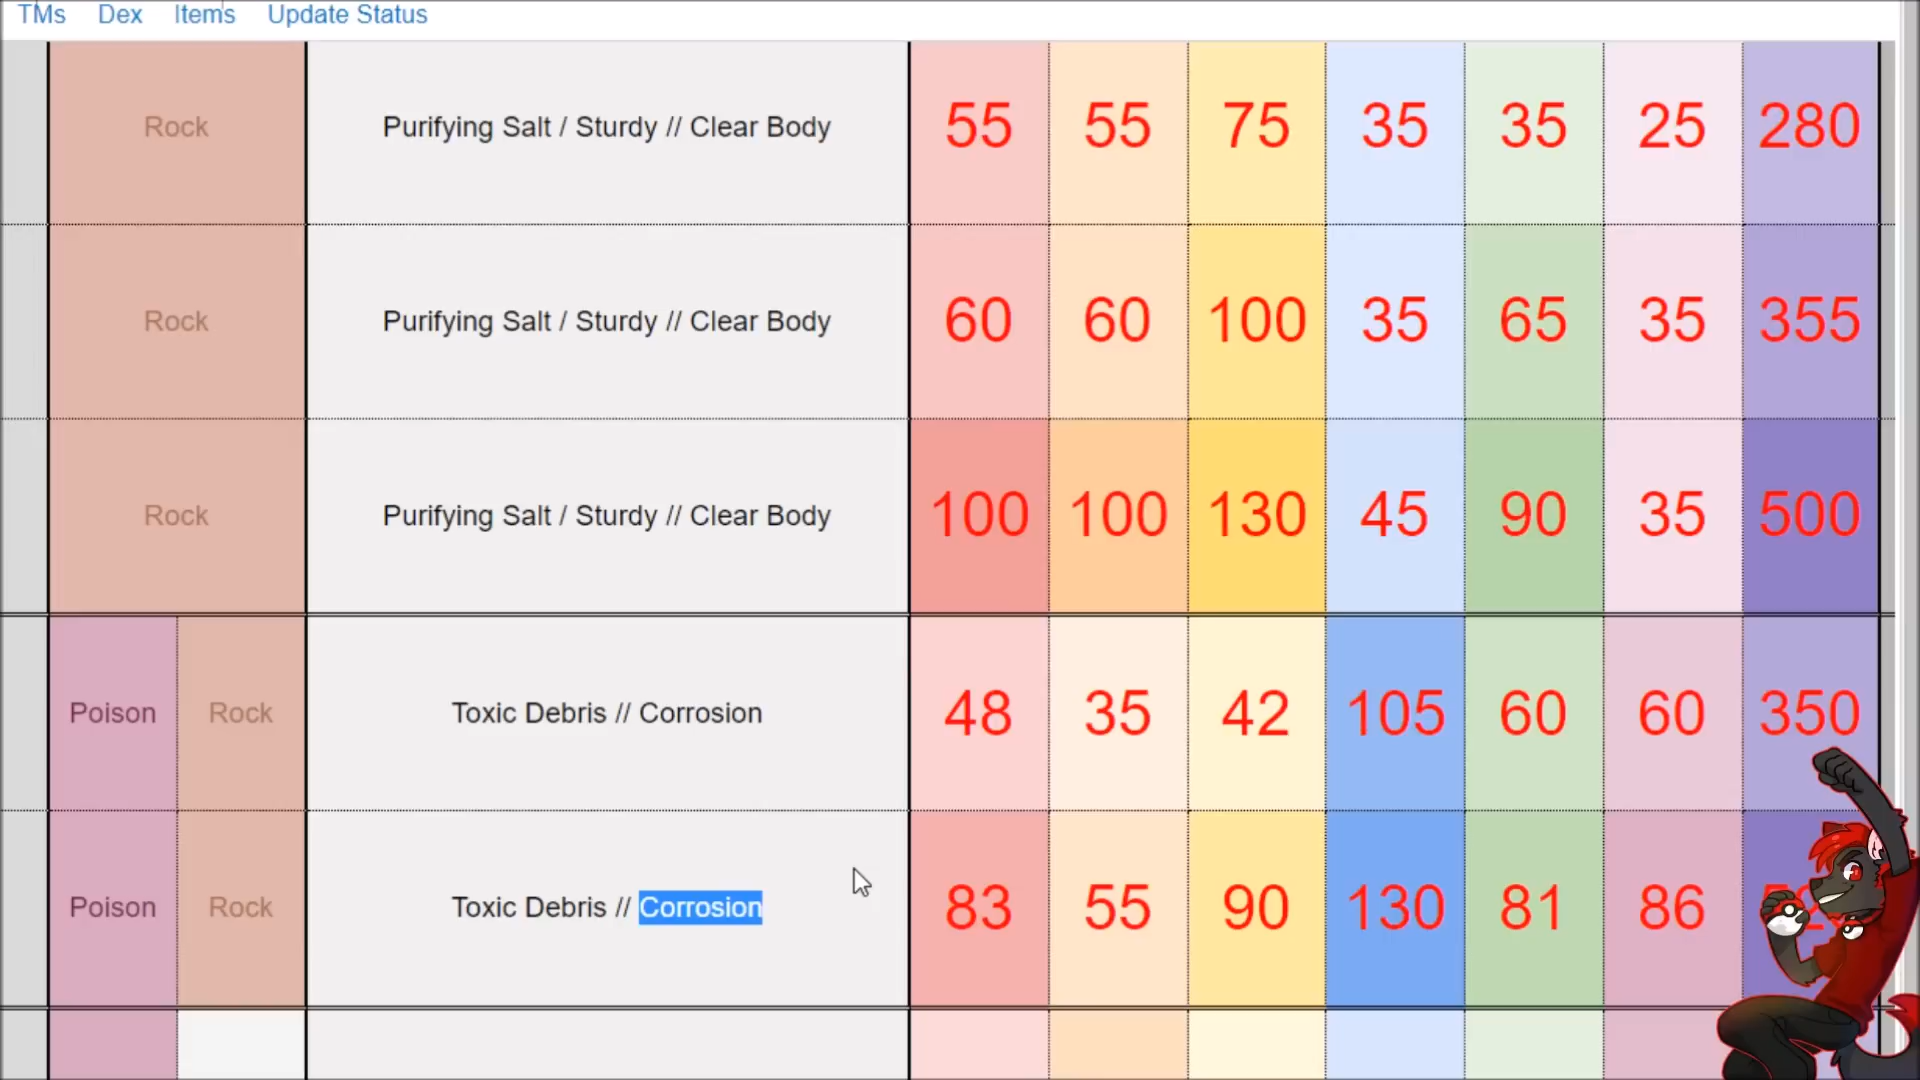 TMs Dex Items Update Status
Rock Purifying Salt / Sturdy // Clear Body 55 55 75 35 35 25 280
Rock Purifying Salt / Sturdy // Clear Body 60 60 100 35 65 35 355
Rock Purifying Salt / Sturdy // Clear Body 100 100 130 45 90 35 500
Poison Rock Toxic Debris // Corrosion 48 35 42 105 60 60 350
Poison Rock Toxic Debris // Corrosion 83 55 90 130 81 86